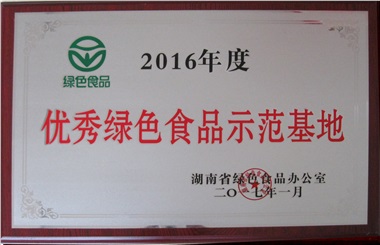 绿色食品
2016年度
优秀绿色食品示范基地
湖南省绿色食品办公室
二〇一七年一月